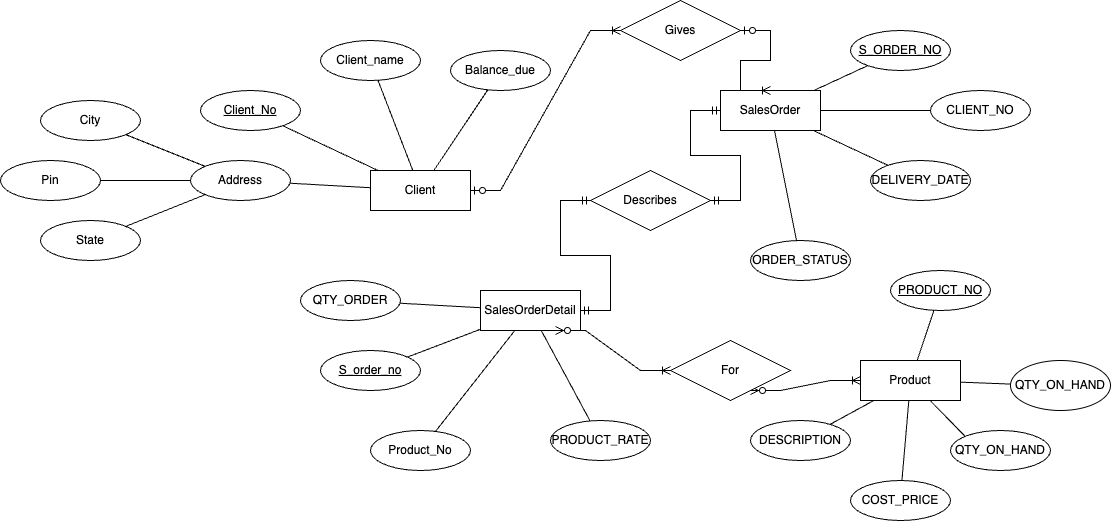 Gives
Client_name
S_ORDER_NO
Balance_due
City
Client_No
SalesOrder
CLIENT_NO
Pin
Address
Client
DELIVERY_DATE
Describes
State
ORDER_STATUS
QTY_ORDER
SalesOrderDetail
PRODUCT_NO
S_order_no
For
Product
QTY_ON_HAND
Product_No
PRODUCT_RATE
DESCRIPTION
QTY_ON_HAND
COST_PRICE